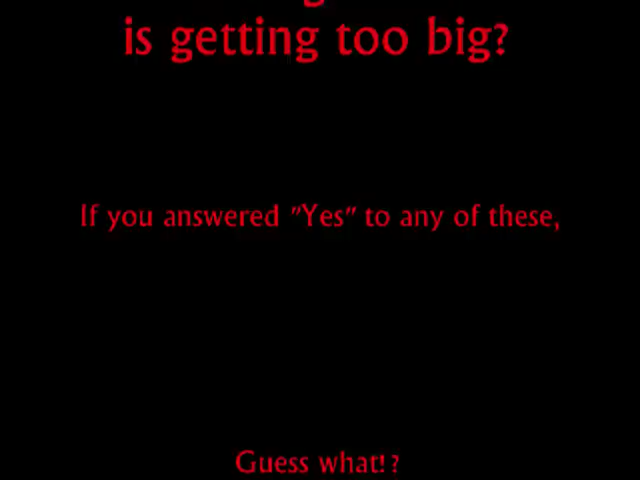 is getting too big?
If you answered "Yes" to any of these,
Guess what!?